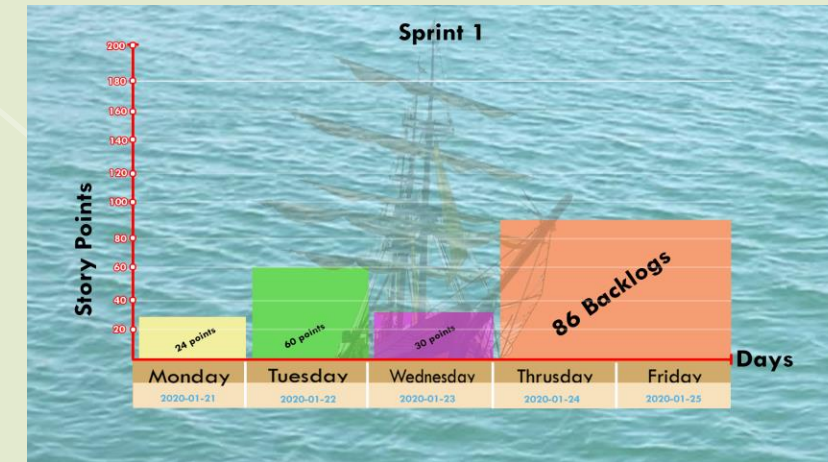 Sprint 1
200
180
160
140
120
100
80
60
40
20
Story Points
24 points
60 points
30 points
86 Backlogs
Days
Monday Tuesday Wednesday Thrusday Friday
2020-01-21 2020-01-22 2020-01-23 2020-01-24 2020-01-25